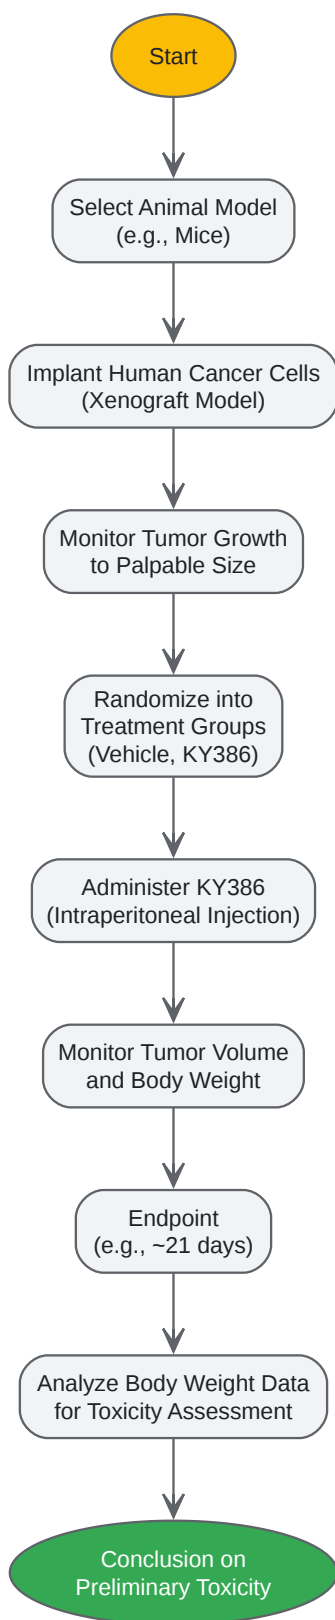 Start
Select Animal Model
(e.g., Mice)
Implant Human Cancer Cells
(Xenograft Model)
Monitor Tumor Growth
to Palpable Size
Randomize into
Treatment Groups
(Vehicle, KY386)
Administer KY386
(Intraperitoneal Injection)
Monitor Tumor Volume
and Body Weight
Endpoint
(e.g., ~21 days)
Analyze Body Weight Data
for Toxicity Assessment
Conclusion on
Preliminary Toxicity